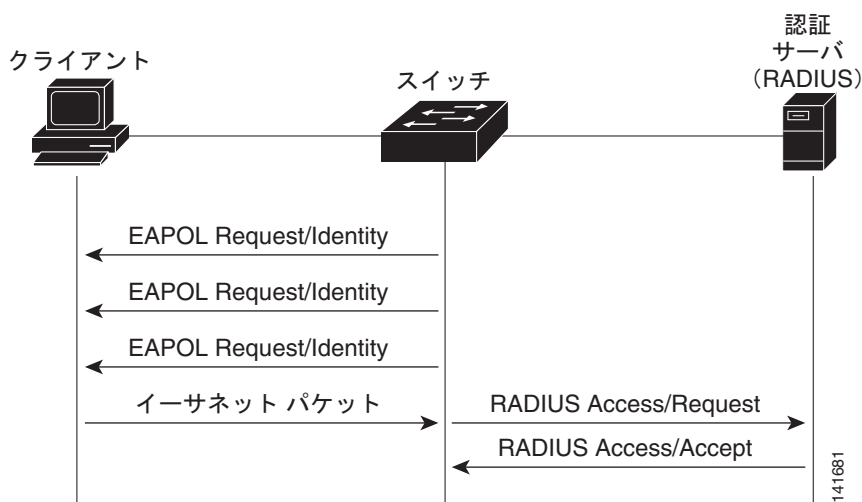 クライアント
スイッチ
認証
サーバ
（RADIUS）
EAPOL Request/Identity
EAPOL Request/Identity
EAPOL Request/Identity
イーサネット パケット
RADIUS Access/Request
RADIUS Access/Accept
141681